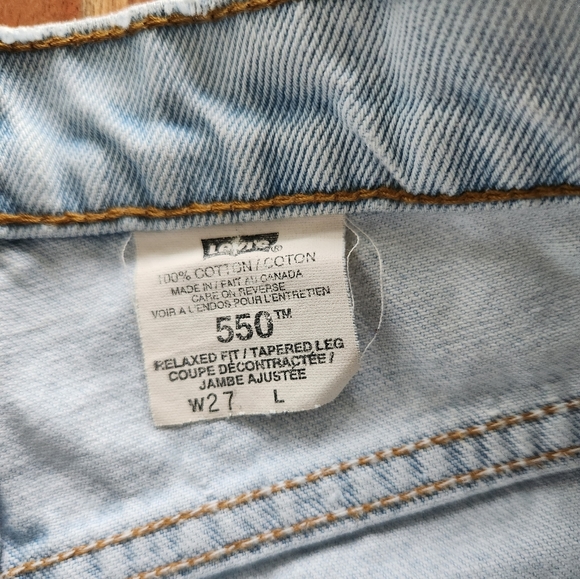 Levi's®
100% COTTON / COTON
MADE IN / FAIT AU CANADA
CARE ON REVERSE
VOIR A L'ENDOS POUR L'ENTRETIEN
550™
RELAXED FIT / TAPERED LEG
COUPE DÉCONTRACTÉE /
JAMBE AJUSTÉE
W27 L